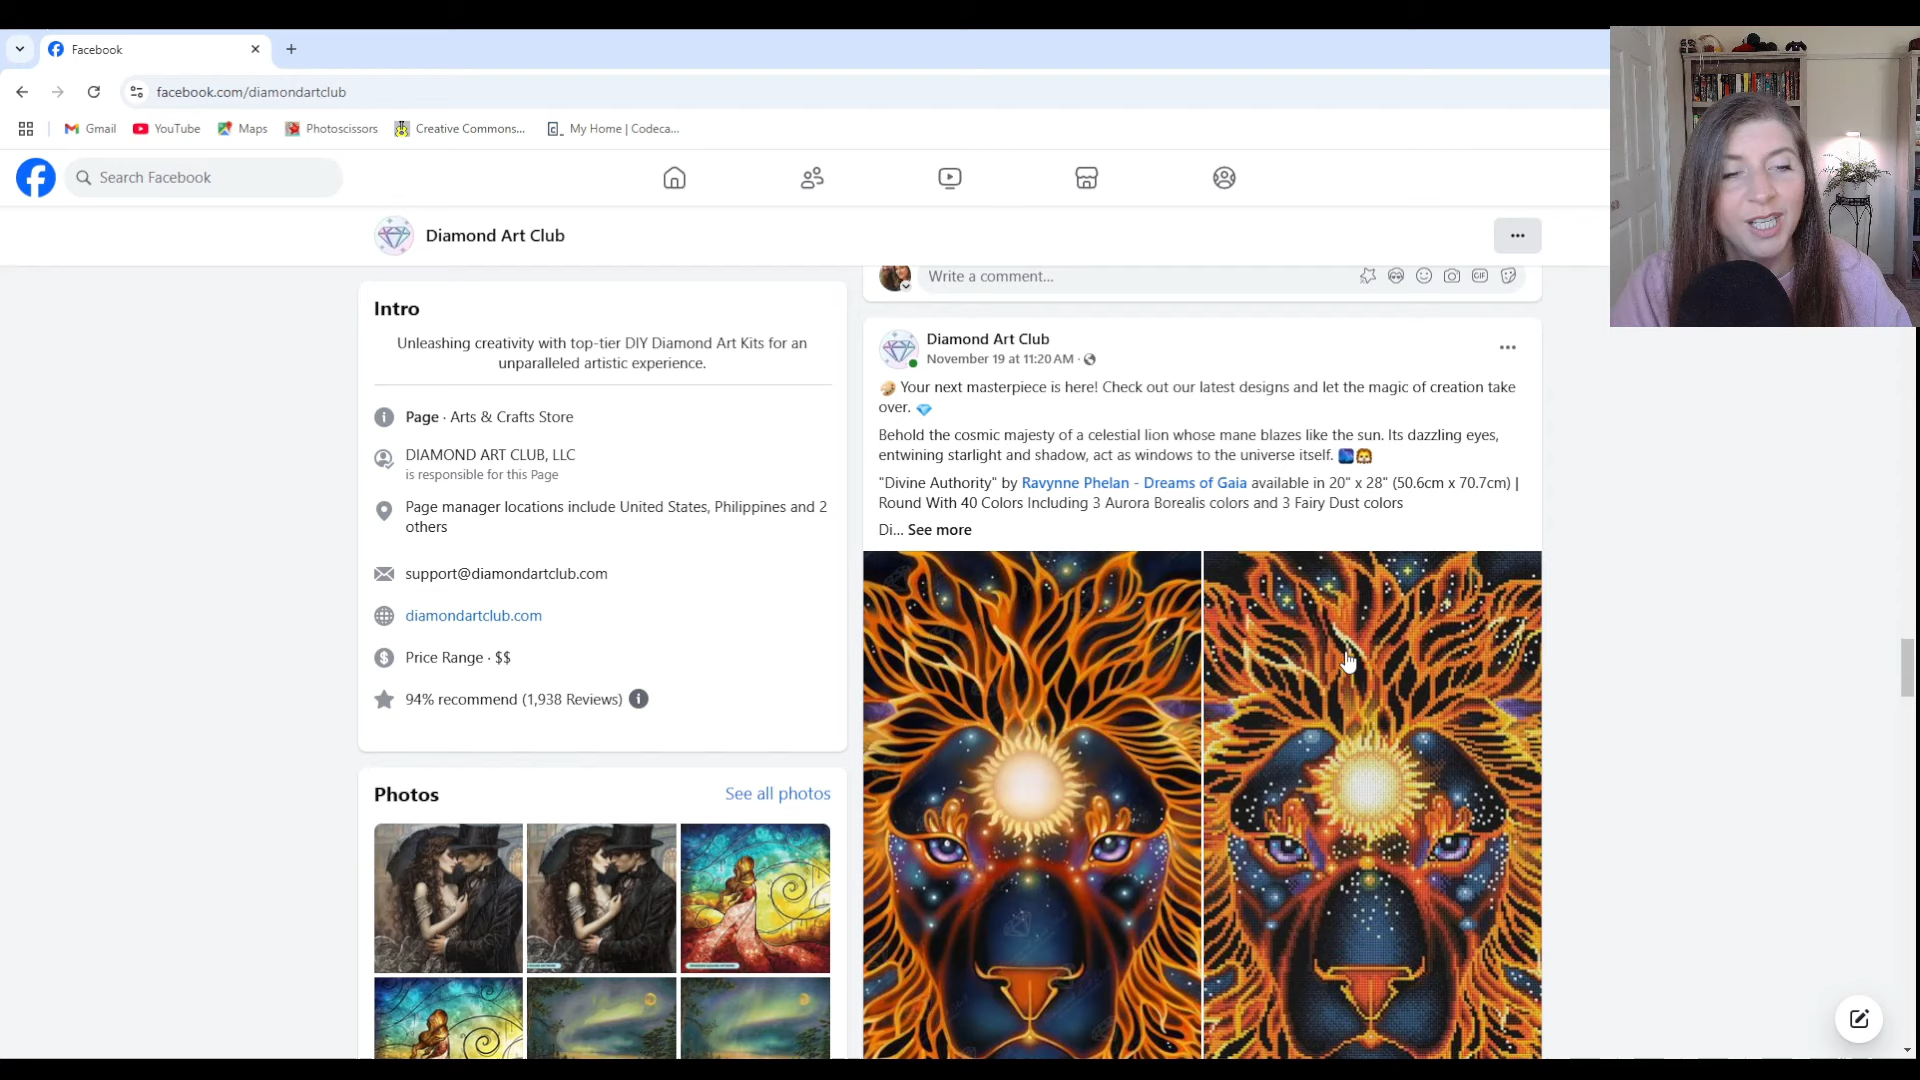 Facebook
facebook.com/diamondartclub
Gmail
YouTube
Maps
Photoscissors
Creative Commons...
My Home | Codeca...
Search Facebook
Diamond Art Club
Intro
Unleashing creativity with top-tier DIY Diamond Art Kits for an
unparalleled artistic experience.
Page · Arts & Crafts Store
DIAMOND ART CLUB, LLC
is responsible for this Page
Page manager locations include United States, Philippines and 2
others
support@diamondartclub.com
diamondartclub.com
Price Range · $$
94% recommend (1,938 Reviews)
Photos
See all photos
Write a comment...
GIF
Diamond Art Club
November 19 at 11:20 AM ·
Your next masterpiece is here! Check out our latest designs and let the magic of creation take
over.
Behold the cosmic majesty of a celestial lion whose mane blazes like the sun. Its dazzling eyes,
entwining starlight and shadow, act as windows to the universe itself.
"Divine Authority" by Ravynne Phelan - Dreams of Gaia available in 20" x 28" (50.6cm x 70.7cm) |
Round With 40 Colors Including 3 Aurora Borealis colors and 3 Fairy Dust colors
Di... See more